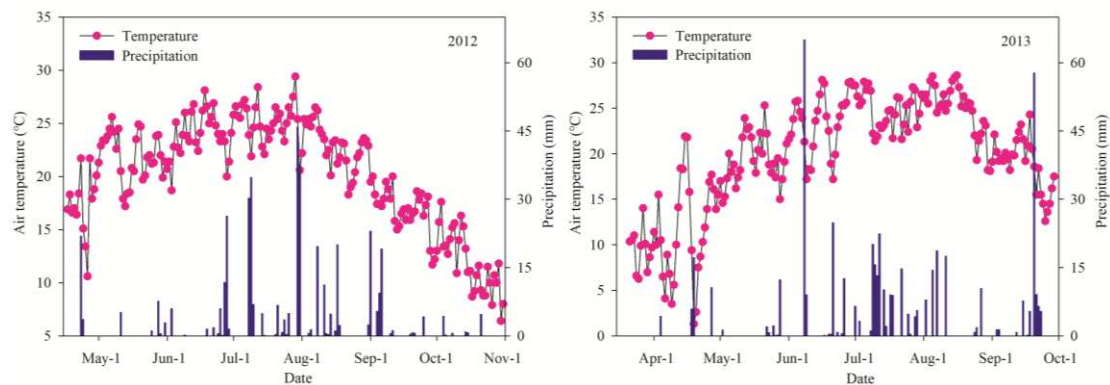 35
30
25
20
15
10
5
Air temperature (°C)
Temperature
Precipitation
2012
60
45
30
15
0
Precipitation (mm)
May-1 Jun-1 Jul-1 Aug-1 Sep-1 Oct-1 Nov-1
Date
35
30
25
20
15
10
5
0
Air temperature (°C)
Temperature
Precipitation
2013
60
45
30
15
0
Precipitation (mm)
Apr-1 May-1 Jun-1 Jul-1 Aug-1 Sep-1 Oct-1
Date